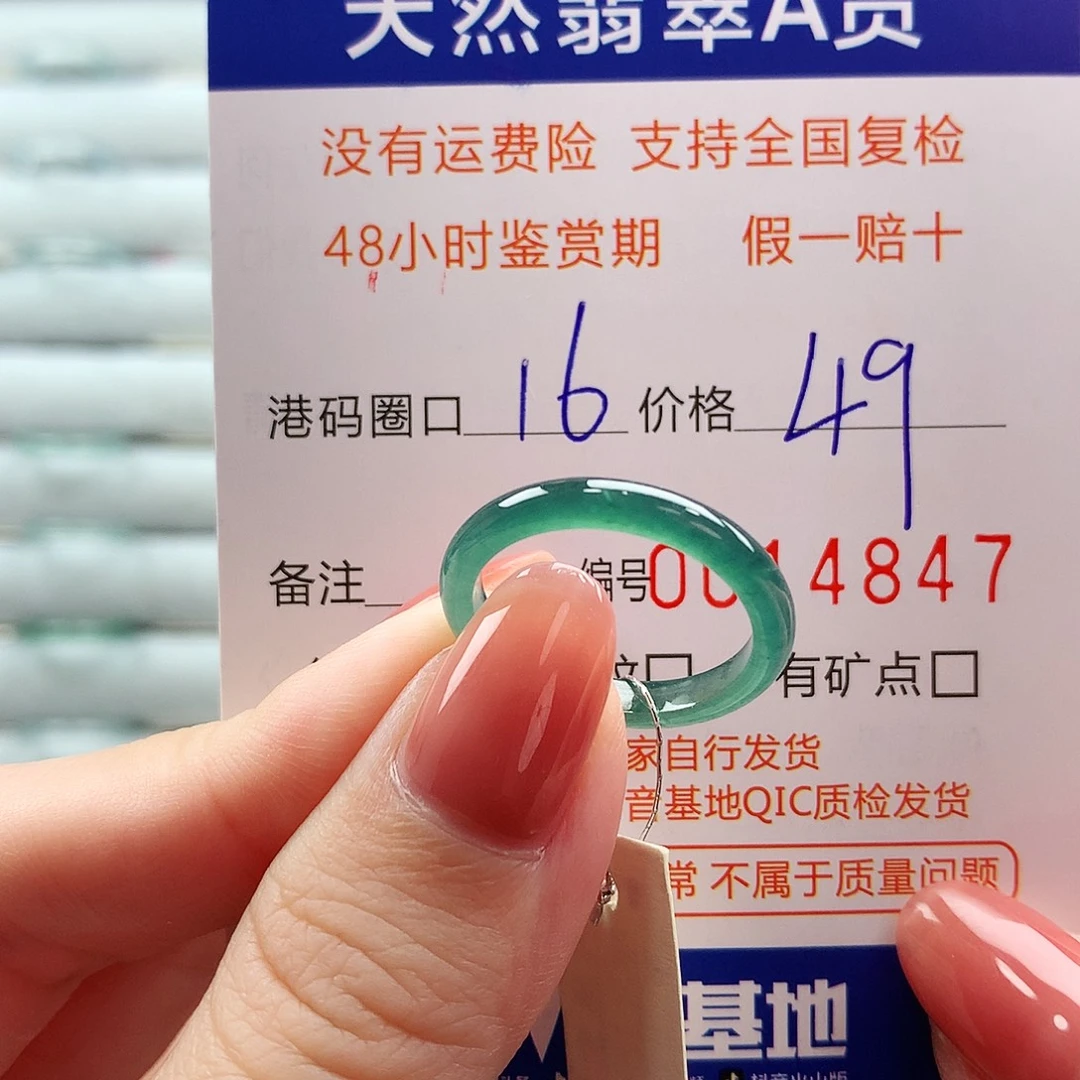 天然翡翠A货
没有运费险 支持全国复检
48小时鉴赏期 假一赔十
港码圈口 16 价格 49
备注 编号 4847
纹□ 有矿点□
家自行发货
音基地QIC质检发货
常 不属于质量问题
基地